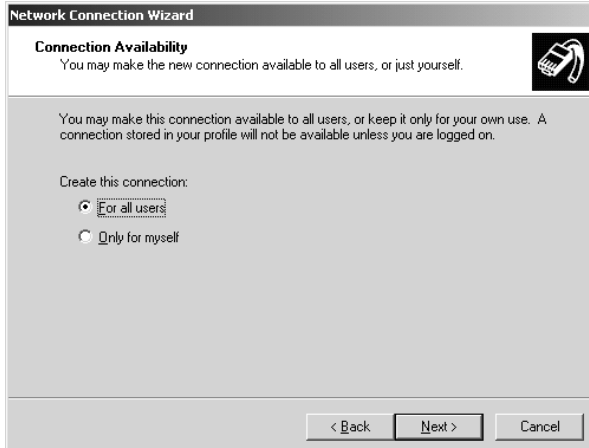 Network Connection Wizard
Connection Availability
You may make the new connection available to all users, or just yourself.
You may make this connection available to all users, or keep it only for your own use. A
connection stored in your profile will not be available unless you are logged on.
Create this connection:
For all users
Only for myself
< Back Next > Cancel